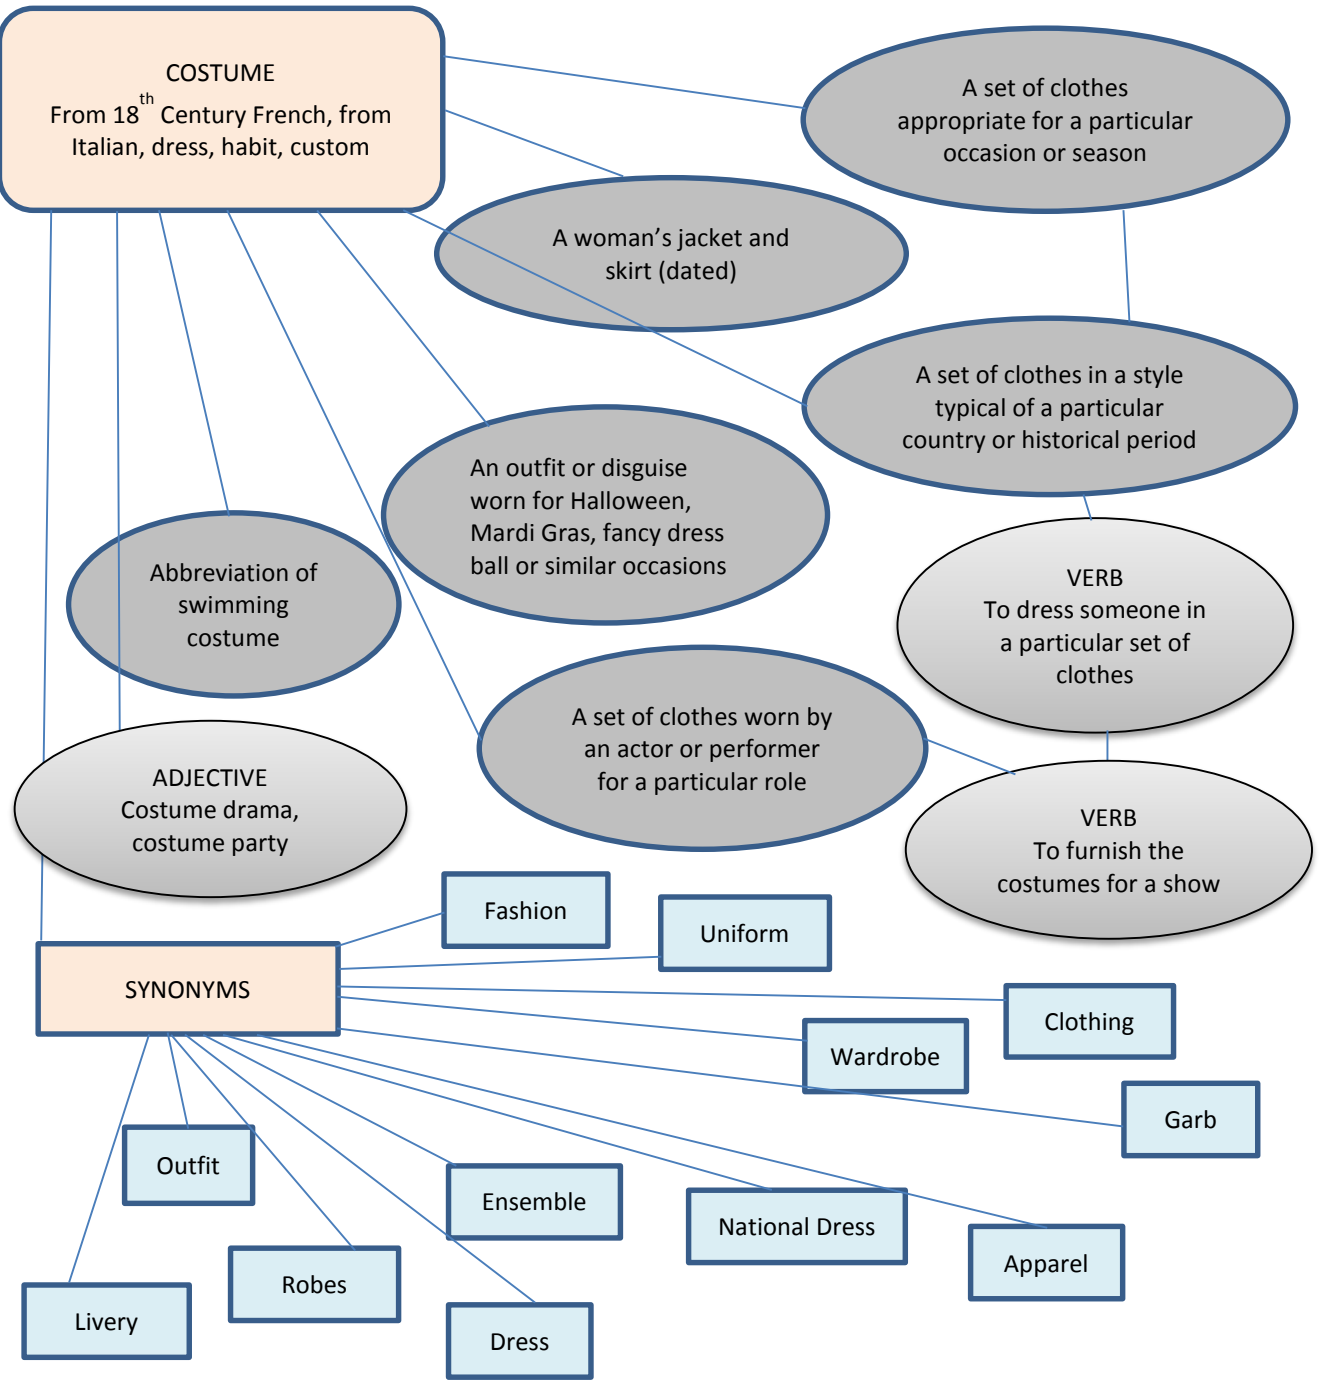 COSTUME
From 18th Century French, from
Italian, dress, habit, custom
A set of clothes
appropriate for a particular
occasion or season
A woman’s jacket and
skirt (dated)
A set of clothes in a style
typical of a particular
country or historical period
An outfit or disguise
worn for Halloween,
Mardi Gras, fancy dress
ball or similar occasions
Abbreviation of
swimming
costume
VERB
To dress someone in
a particular set of
clothes
A set of clothes worn by
an actor or performer
for a particular role
ADJECTIVE
Costume drama,
costume party
VERB
To furnish the
costumes for a show
Fashion
Uniform
SYNONYMS
Clothing
Wardrobe
Garb
Outfit
Ensemble
National Dress
Apparel
Robes
Livery
Dress